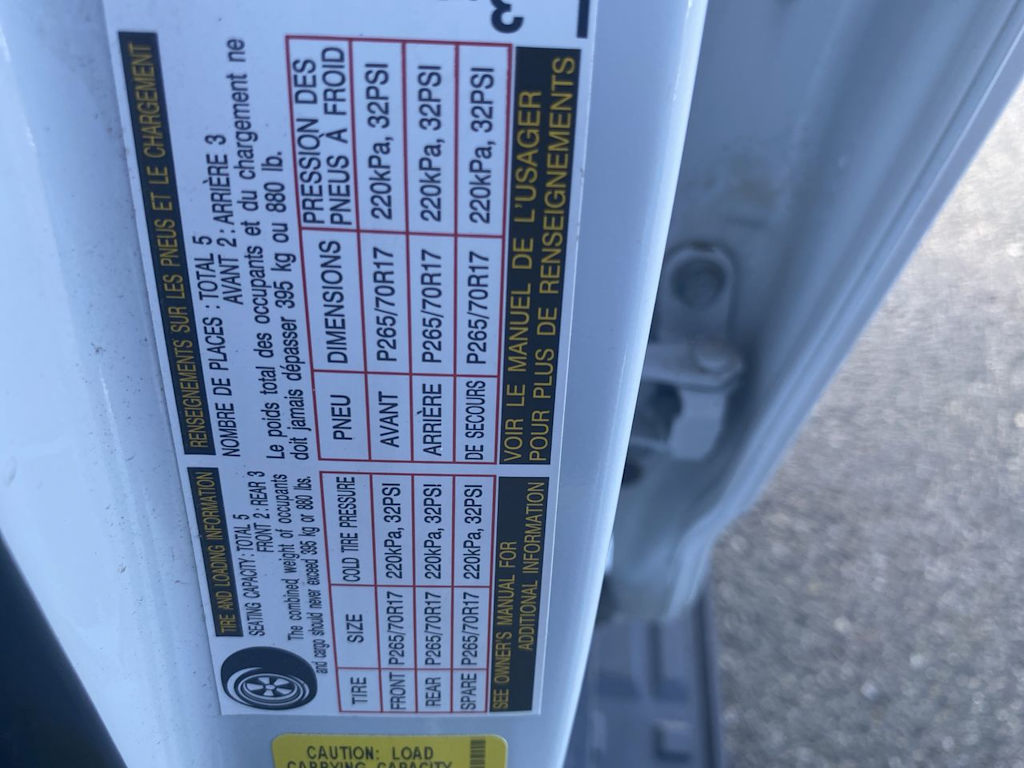 TIRE AND LOADING INFORMATION
SEATING CAPACITY: TOTAL 5
FRONT 2: REAR 3
The combined weight of occupants
and cargo should never exceed 395 kg or 880 lbs.
TIRE SIZE COLD TIRE PRESSURE
FRONT P265/70R17 220kPa, 32PSI
REAR P265/70R17 220kPa, 32PSI
SPARE P265/70R17 220kPa, 32PSI
SEE OWNER'S MANUAL FOR
ADDITIONAL INFORMATION
RENSEIGNEMENTS SUR LES PNEUS ET LE CHARGEMENT
NOMBRE DE PLACES : TOTAL 5
AVANT 2 : ARRIÈRE 3
Le poids total des occupants et du chargement ne
doit jamais dépasser 395 kg ou 880 lb.
PNEU DIMENSIONS PRESSION DES
PNEUS À FROID
AVANT P265/70R17 220kPa, 32PSI
ARRIÈRE P265/70R17 220kPa, 32PSI
DE SECOURS P265/70R17 220kPa, 32PSI
VOIR LE MANUEL DE L'USAGER
POUR PLUS DE RENSEIGNEMENTS
CAUTION: LOAD
CARRYING CAPACITY